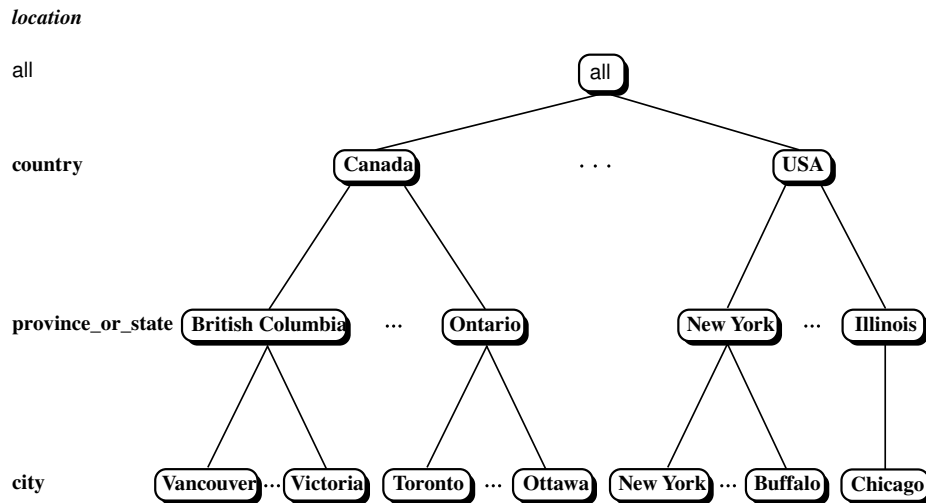 location
all all
country Canada . . . USA
province_or_state British Columbia ... Ontario New York ... Illinois
city Vancouver ... Victoria Toronto ... Ottawa New York ... Buffalo Chicago